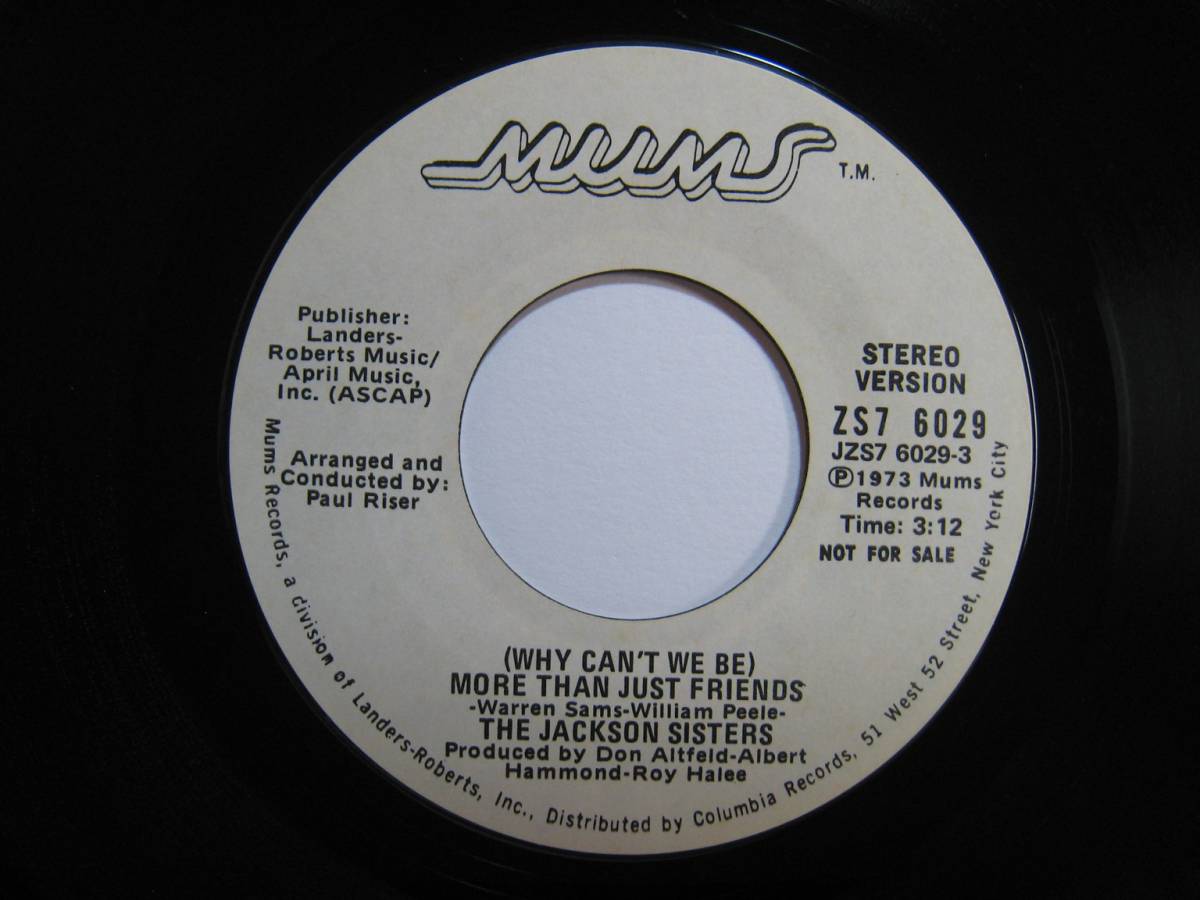 MUMS
T.M.
Publisher:
Landers-
Roberts Music/
April Music,
Inc. (ASCAP)
Arranged and
Conducted by:
Paul Riser
STEREO
VERSION
ZS7 6029
JZS7 6029-3
Ⓟ1973 Mums
Records
Time: 3:12
NOT FOR SALE
(WHY CAN'T WE BE)
MORE THAN JUST FRIENDS
-Warren Sams-William Peele-
THE JACKSON SISTERS
Produced by Don Altfeld-Albert
Hammond-Roy Halee
Mums Records, a division of Landers-Roberts, Inc., Distributed by Columbia Records, 51 West 52 Street, New York City